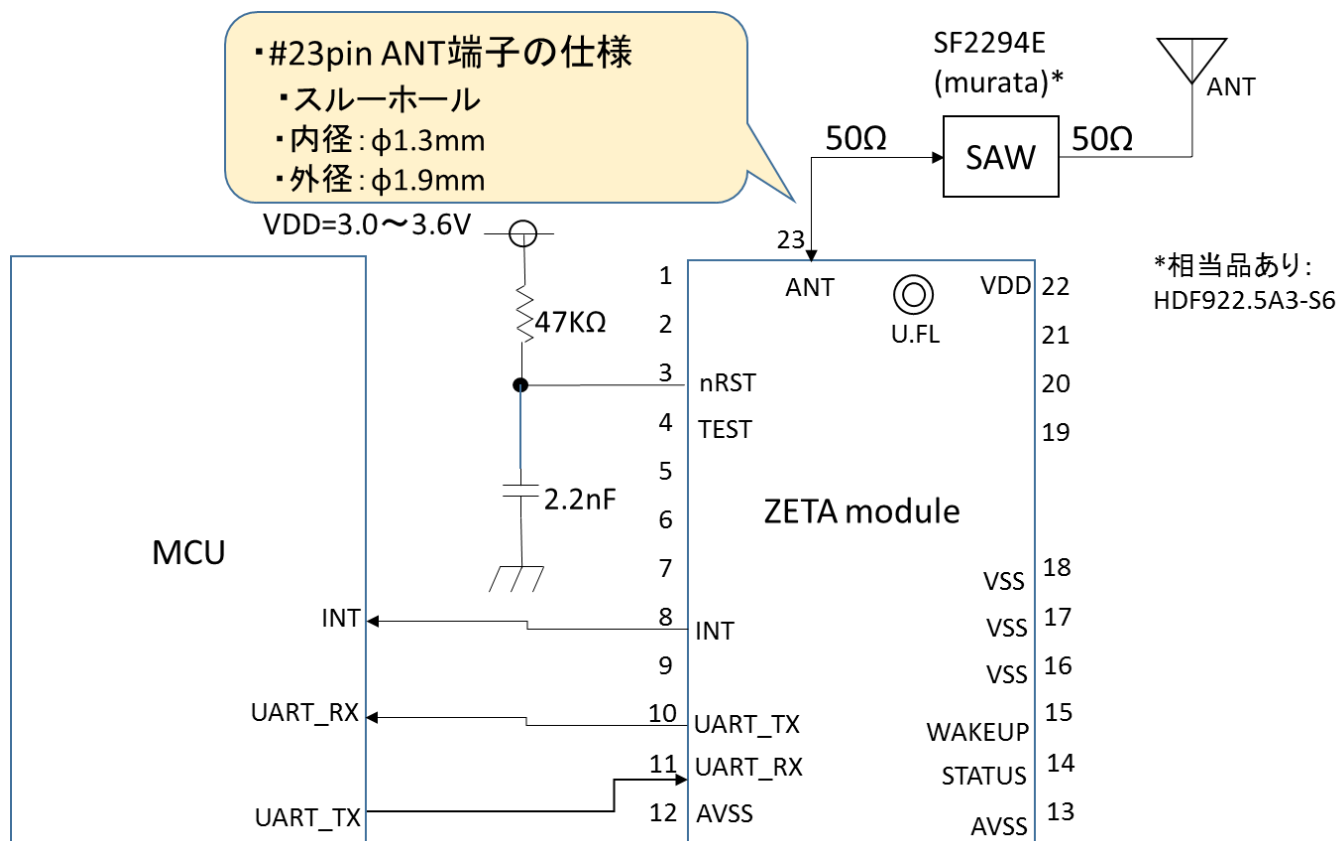 ・#23pin ANT端子の仕様
・スルーホール
・内径：φ1.3mm
・外径：φ1.9mm
SF2294E
(murata)*
ANT
50Ω
SAW
50Ω
VDD=3.0～3.6V
47KΩ
2.2nF
*相当品あり：
HDF922.5A3-S6
MCU
INT
UART_RX
UART_TX
23
ANT
U.FL
ZETA module
1
2
3 nRST
4 TEST
5
6
7
8 INT
9
10 UART_TX
11 UART_RX
12 AVSS
VDD 22
21
20
19
VSS 18
VSS 17
VSS 16
WAKEUP 15
STATUS 14
AVSS 13